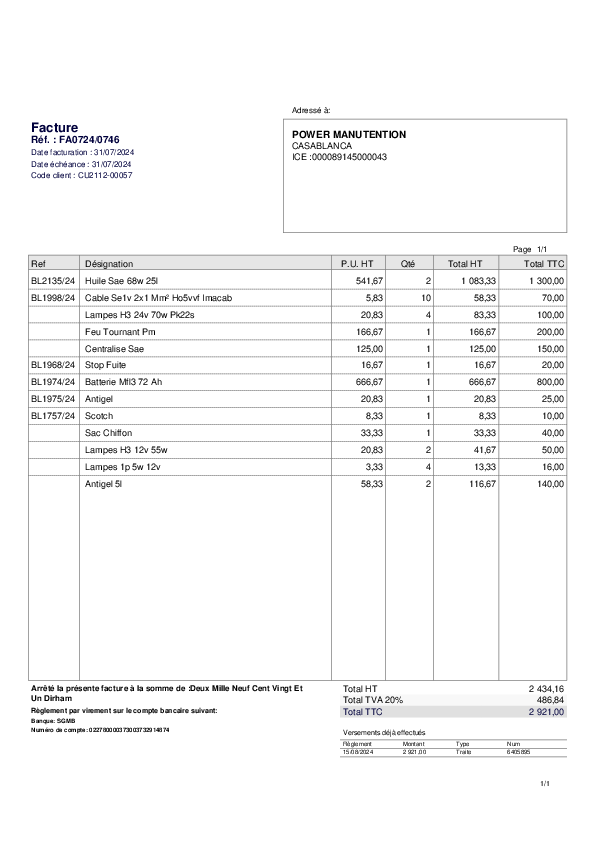 Adressé à:
Facture
Réf. : FA0724/0746
Date facturation : 31/07/2024
Date échéance : 31/07/2024
Code client : CU2112-00057
POWER MANUTENTION
CASABLANCA
ICE :000089145000043
Page 1/1
Ref Désignation P.U. HT Qté Total HT Total TTC
BL2135/24 Huile Sae 68w 25l 541,67 2 1 083,33 1 300,00
BL1998/24 Cable Se1v 2x1 Mm² Ho5vvf Imacab 5,83 10 58,33 70,00
Lampes H3 24v 70w Pk22s 20,83 4 83,33 100,00
Feu Tournant Pm 166,67 1 166,67 200,00
Centralise Sae 125,00 1 125,00 150,00
BL1968/24 Stop Fuite 16,67 1 16,67 20,00
BL1974/24 Batterie Mfl3 72 Ah 666,67 1 666,67 800,00
BL1975/24 Antigel 20,83 1 20,83 25,00
BL1757/24 Scotch 8,33 1 8,33 10,00
Sac Chiffon 33,33 1 33,33 40,00
Lampes H3 12v 55w 20,83 2 41,67 50,00
Lampes 1p 5w 12v 3,33 4 13,33 16,00
Antigel 5l 58,33 2 116,67 140,00
Arrêté la présente facture à la somme de :Deux Mille Neuf Cent Vingt Et
Un Dirham
Règlement par virement sur le compte bancaire suivant:
Banque: SGMB
Numéro de compte: 022780000373003732914874
Total HT 2 434,16
Total TVA 20% 486,84
Total TTC 2 921,00
Versements déjà effectués
Règlement Montant Type Num
15/08/2024 2 921,00 Traite 6405895
1/1